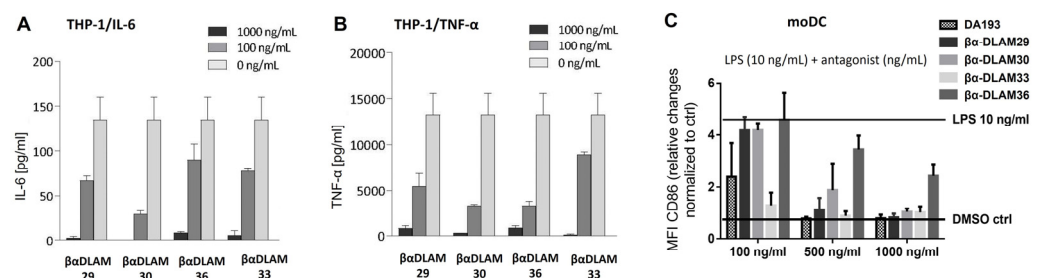 A
THP-1/IL-6
1000 ng/mL
100 ng/mL
0 ng/mL
IL-6 [pg/ml]
200
150
100
50
0
βαDLAM 29
βαDLAM 30
βαDLAM 36
βαDLAM 33
B
THP-1/TNF-α
1000 ng/mL
100 ng/mL
0 ng/mL
TNF-α [pg/ml]
20000
15000
10000
5000
0
βαDLAM 29
βαDLAM 30
βαDLAM 36
βαDLAM 33
C
moDC
DA193
βα-DLAM29
βα-DLAM30
βα-DLAM33
βα-DLAM36
LPS (10 ng/mL) + antagonist (ng/mL)
MFI CD86 (relative changes
normalized to ctrl)
6
4
2
0
LPS 10 ng/ml
DMSO ctrl
100 ng/ml
500 ng/ml
1000 ng/ml